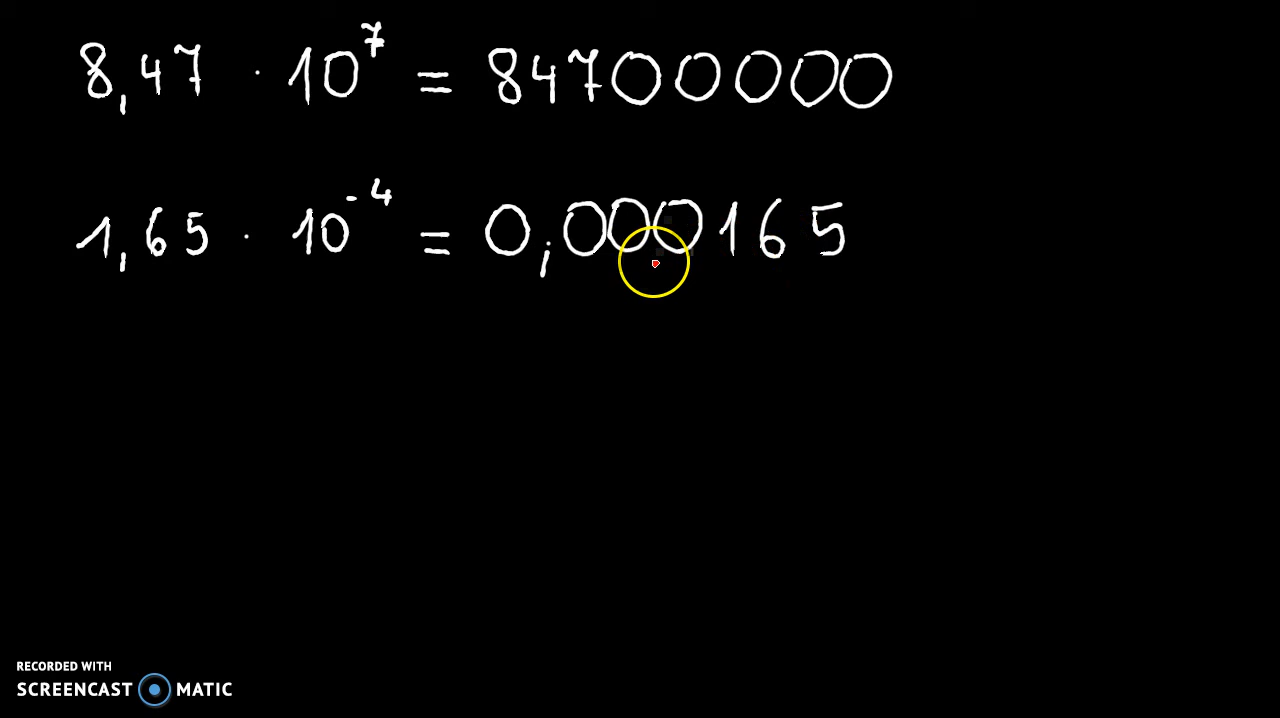 8,47 · 10⁷ = 84700000
1,65 · 10⁻⁴ = 0,000165
RECORDED WITH
SCREENCAST MATIC